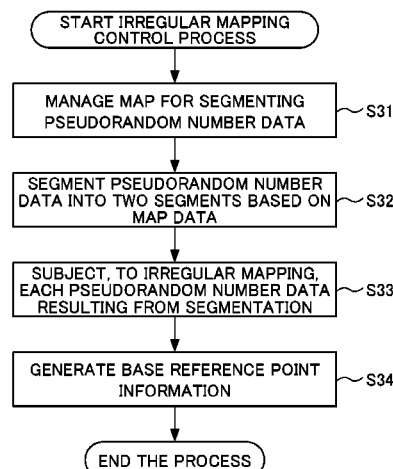 START IRREGULAR MAPPING
CONTROL PROCESS
MANAGE MAP FOR SEGMENTING
PSEUDORANDOM NUMBER DATA
S31
SEGMENT PSEUDORANDOM NUMBER
DATA INTO TWO SEGMENTS BASED ON
MAP DATA
S32
SUBJECT, TO IRREGULAR MAPPING,
EACH PSEUDORANDOM NUMBER DATA
RESULTING FROM SEGMENTATION
S33
GENERATE BASE REFERENCE POINT
INFORMATION
S34
END THE PROCESS